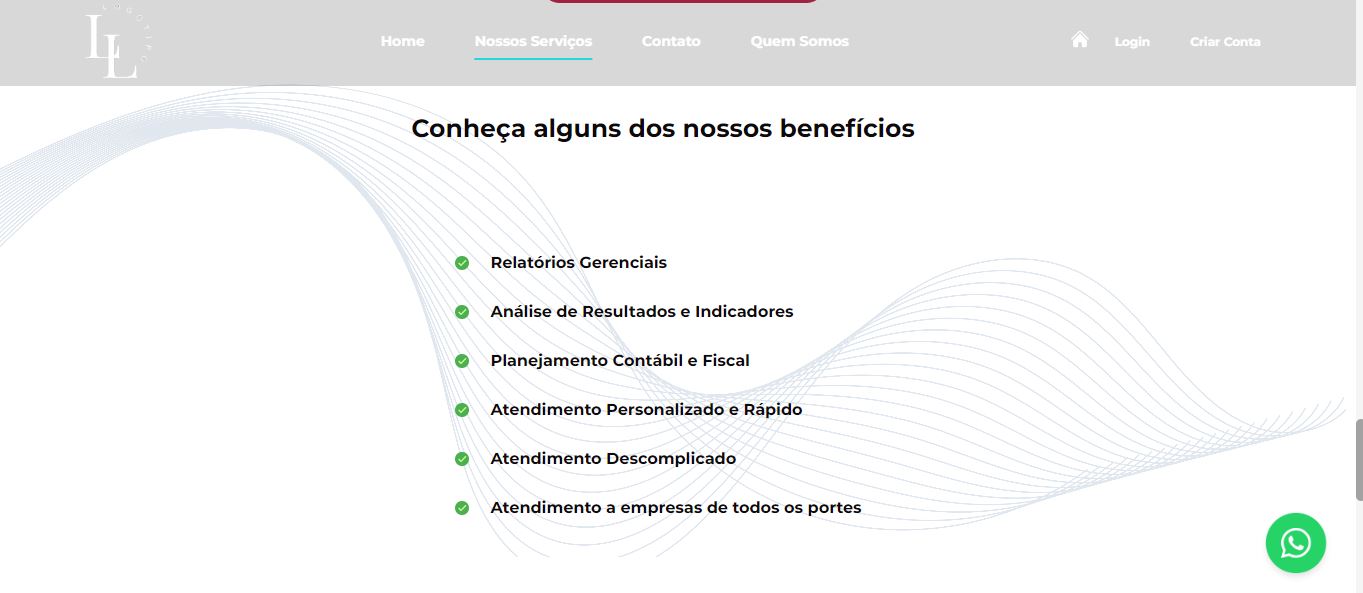 LL
Home
Nossos Serviços
Contato
Quem Somos
Login
Criar Conta
Conheça alguns dos nossos benefícios
Relatórios Gerenciais
Análise de Resultados e Indicadores
Planejamento Contábil e Fiscal
Atendimento Personalizado e Rápido
Atendimento Descomplicado
Atendimento a empresas de todos os portes